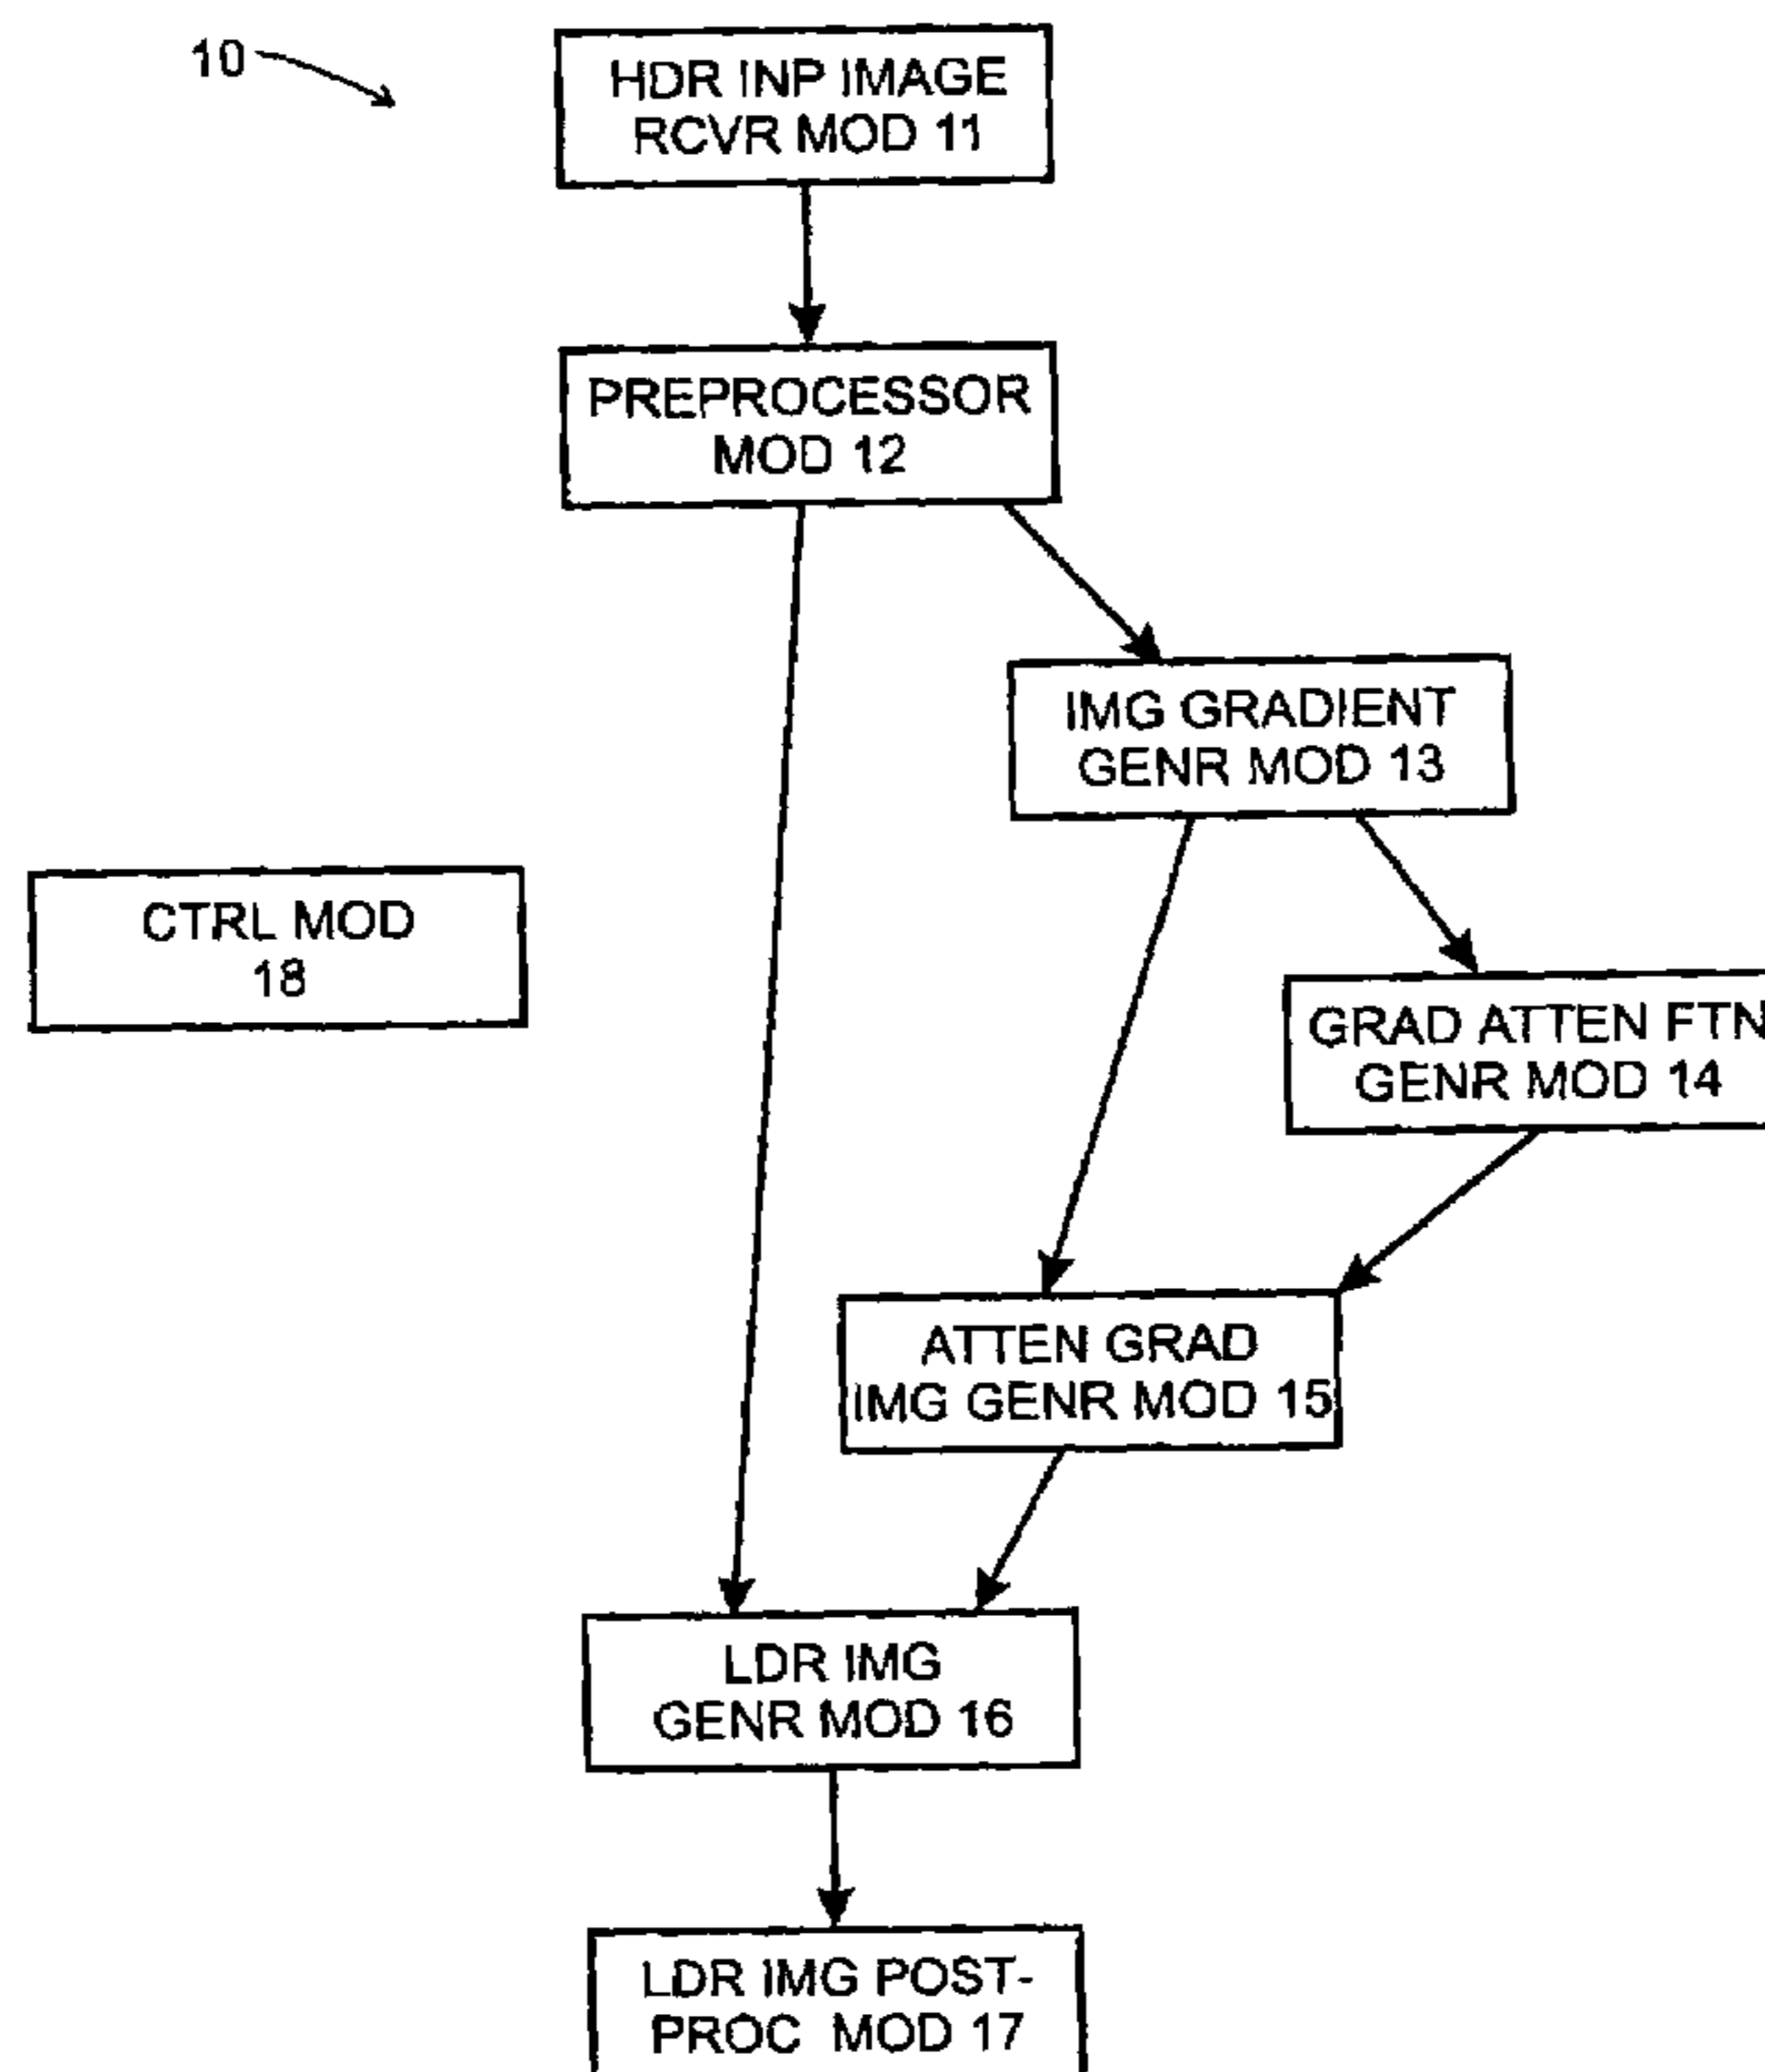 10
HDR INP IMAGE
RCVR MOD 11
PREPROCESSOR
MOD 12
IMG GRADIENT
GENR MOD 13
CTRL MOD
18
GRAD ATTEN FTN
GENR MOD 14
ATTEN GRAD
IMG GENR MOD 15
LDR IMG
GENR MOD 16
LDR IMG POST-
PROC MOD 17